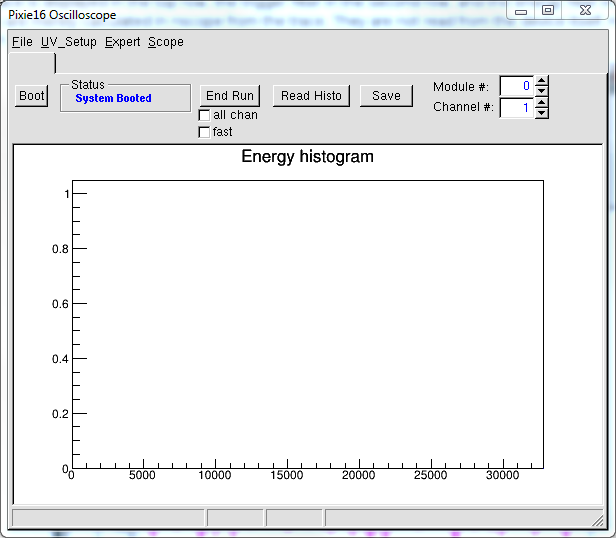 Pixie16 Oscilloscope
File UV_Setup Expert Scope
Status
Boot System Booted End Run Read Histo Save Module #: 0
Channel #: 1
all chan
fast
Energy histogram
1
0.8
0.6
0.4
0.2
0
0 5000 10000 15000 20000 25000 30000